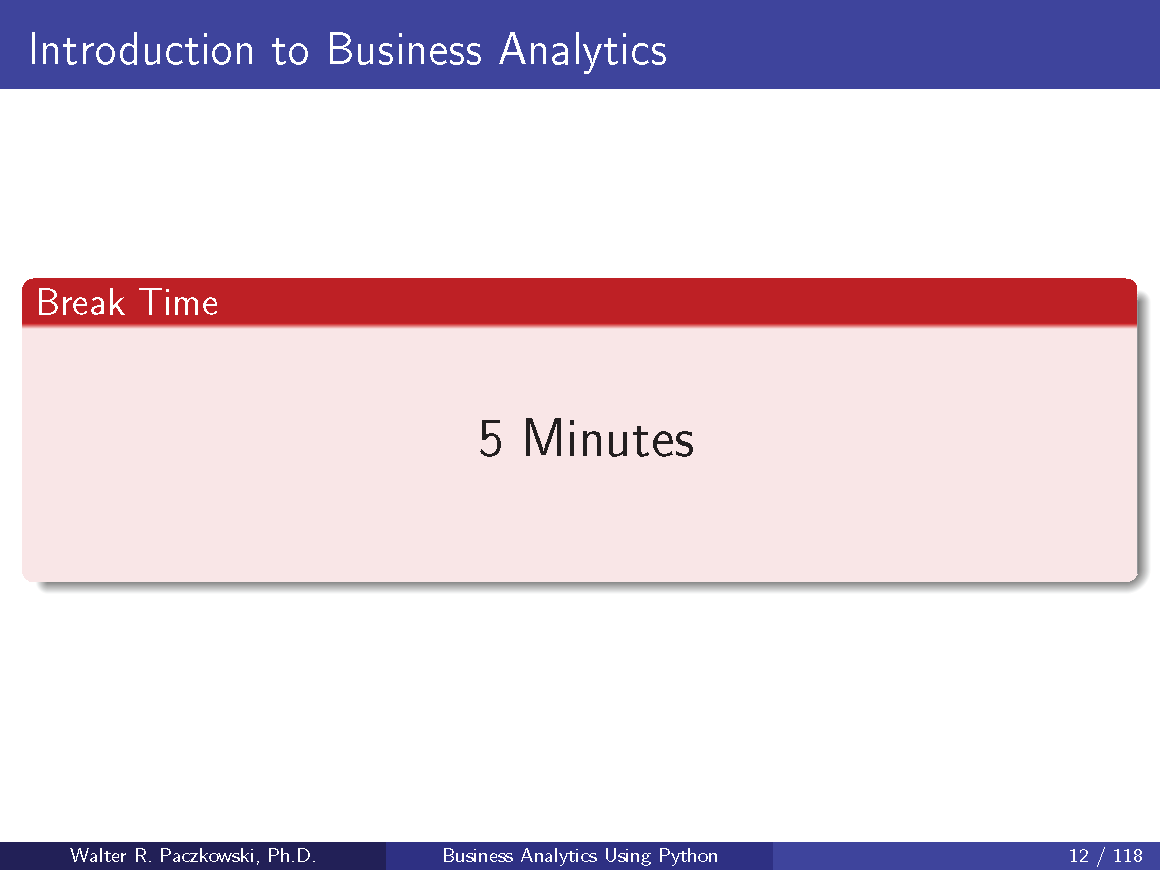 Introduction to Business Analytics
Break Time
5 Minutes
Walter R. Paczkowski, Ph.D.
Business Analytics Using Python
12 / 118